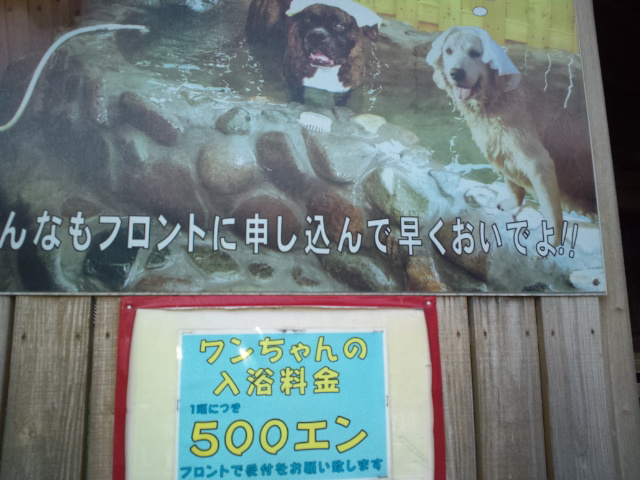 んなもフロントに申し込んで早くおいでよ!!
ワンちゃんの
入浴料金
1頭につき
500エン
フロントで受付をお願い致します